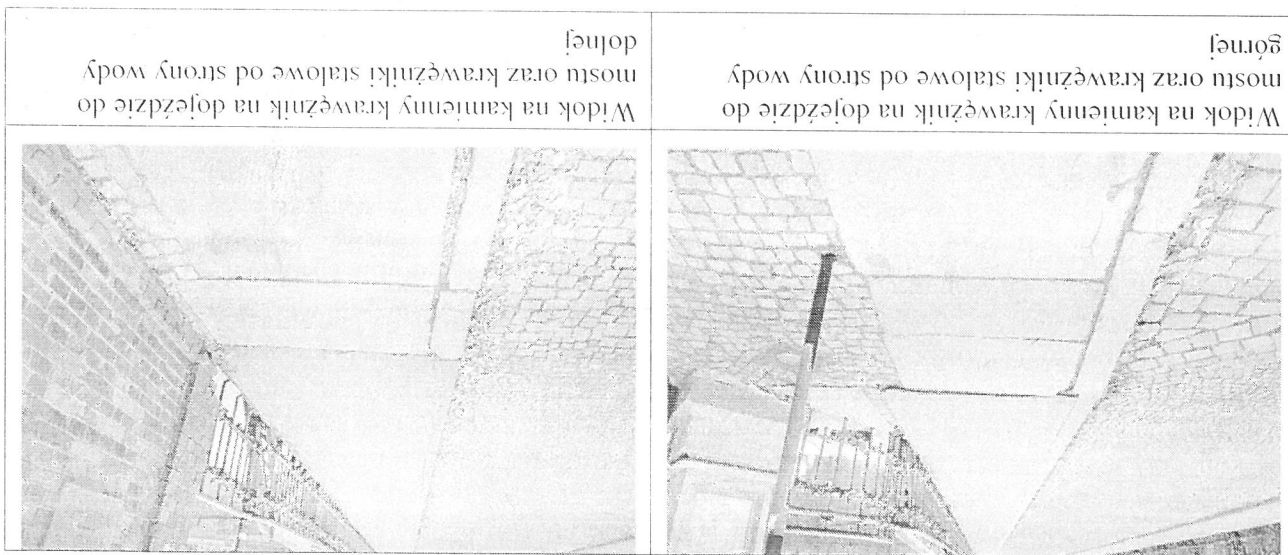 Widok na kamienny krawężnik na dojeździe do
mostu oraz krawężniki stalowe od strony wody
górnej
Widok na kamienny krawężnik na dojeździe do
mostu oraz krawężniki stalowe od strony wody
dolnej